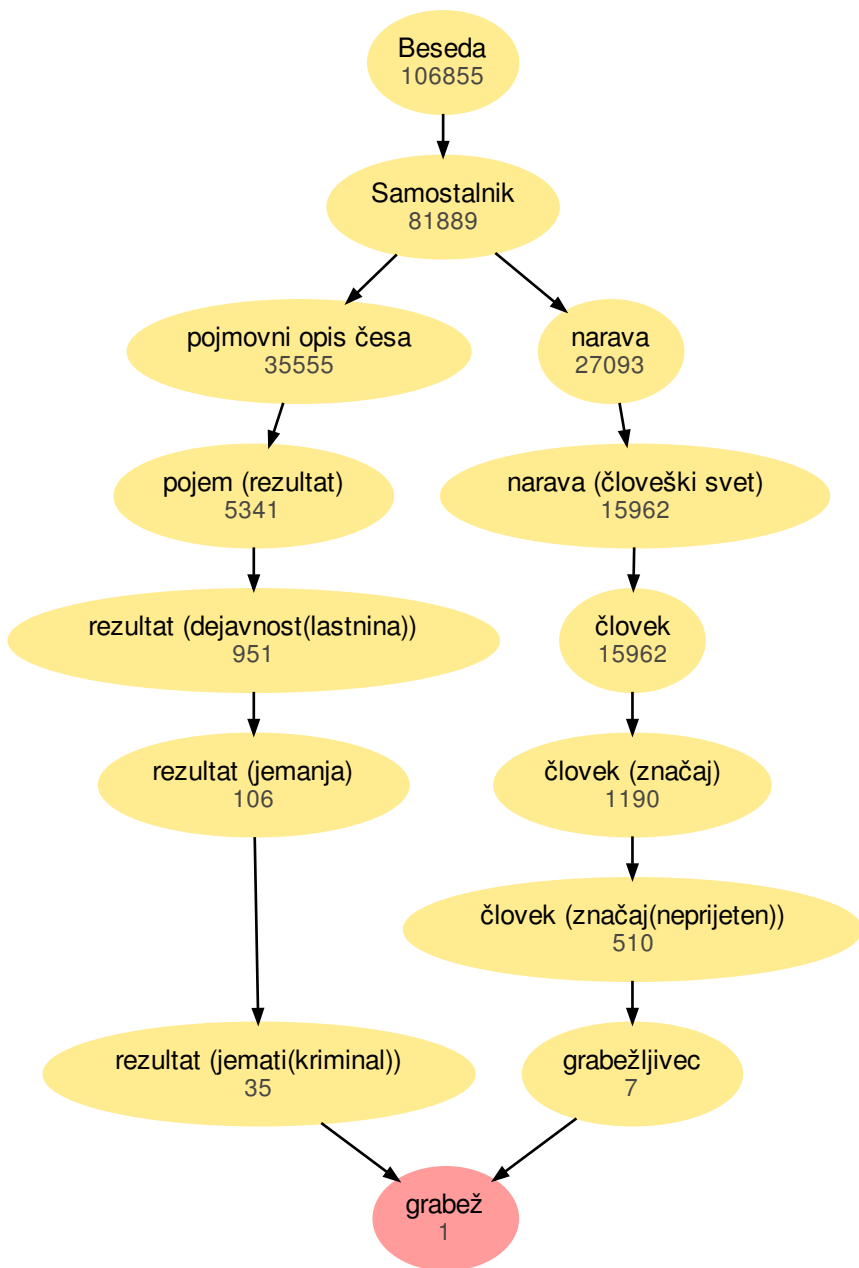 Beseda
106855
Samostalnik
81889
pojmovni opis česa
35555
narava
27093
pojem (rezultat)
5341
narava (človeški svet)
15962
rezultat (dejavnost(lastnina))
951
človek
15962
rezultat (jemanja)
106
človek (značaj)
1190
človek (značaj(neprijeten))
510
rezultat (jemati(kriminal))
35
grabežljivec
7
grabež
1